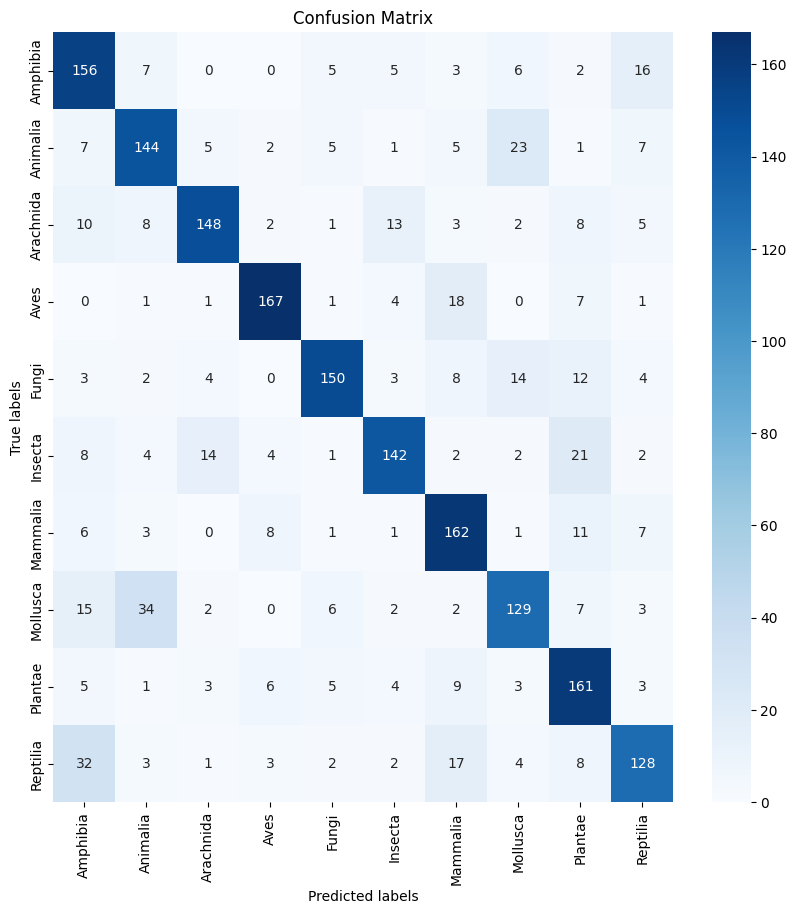 Confusion Matrix
True labels
Amphibia 156 7 0 0 5 5 3 6 2 16
Animalia 7 144 5 2 5 1 5 23 1 7
Arachnida 10 8 148 2 1 13 3 2 8 5
Aves 0 1 1 167 1 4 18 0 7 1
Fungi 3 2 4 0 150 3 8 14 12 4
Insecta 8 4 14 4 1 142 2 2 21 2
Mammalia 6 3 0 8 1 1 162 1 11 7
Mollusca 15 34 2 0 6 2 2 129 7 3
Plantae 5 1 3 6 5 4 9 3 161 3
Reptilia 32 3 1 3 2 2 17 4 8 128
Amphibia Animalia Arachnida Aves Fungi Insecta Mammalia Mollusca Plantae Reptilia
Predicted labels
160
140
120
100
80
60
40
20
0